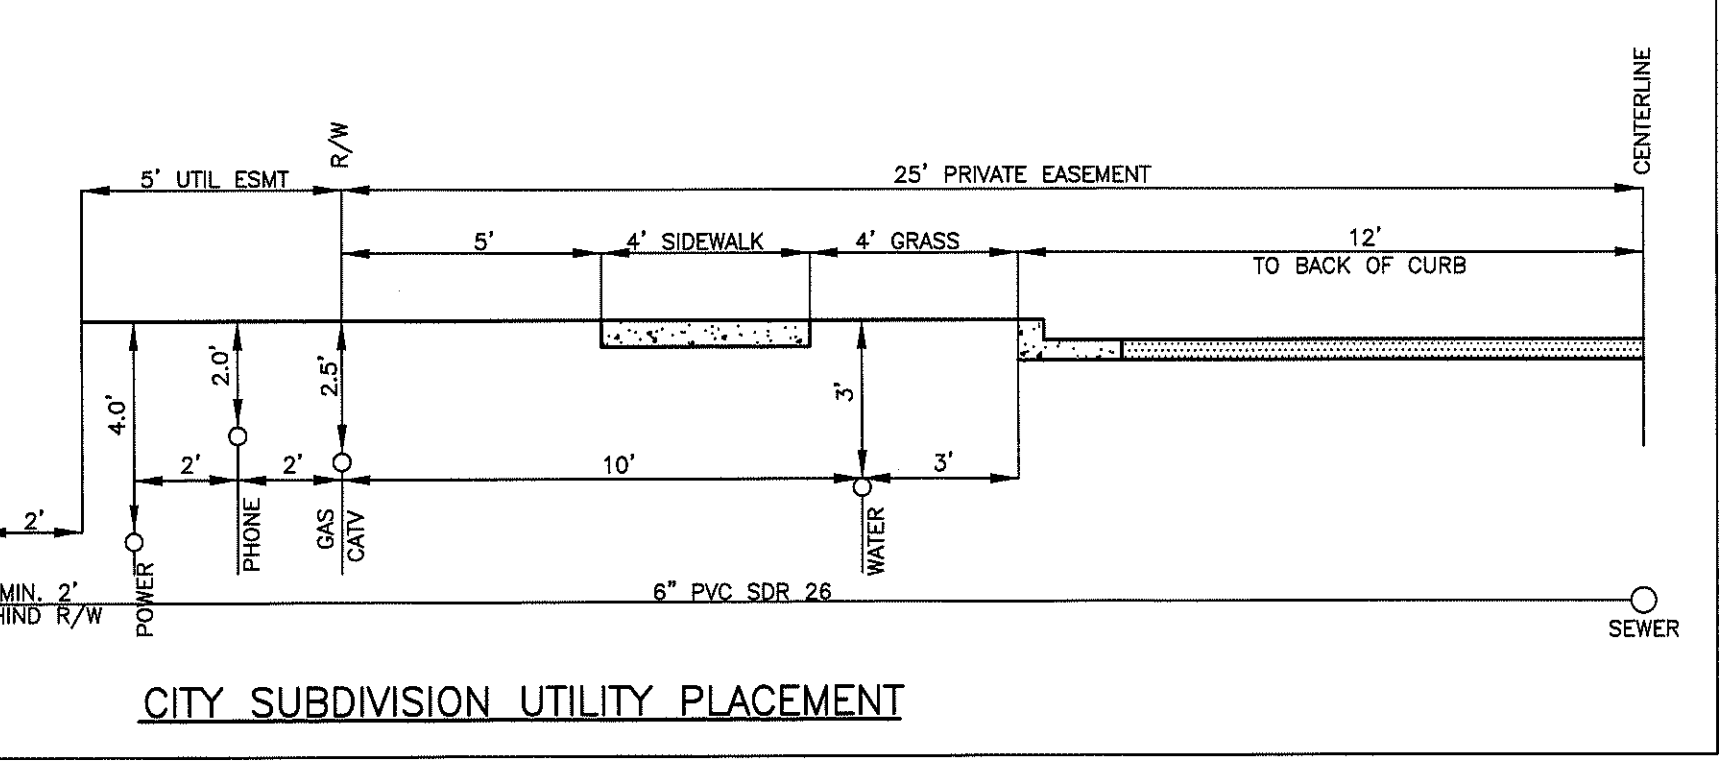 CENTERLINE
R/W
5' UTIL ESMT
25' PRIVATE EASEMENT
5'
4' SIDEWALK
4' GRASS
12'
TO BACK OF CURB
4.0'
2.0'
2.5'
3'
2'
2'
10'
3'
2'
POWER
PHONE
GAS
CATV
WATER
MIN. 2'
HIND R/W
6" PVC SDR 26
SEWER
CITY SUBDIVISION UTILITY PLACEMENT